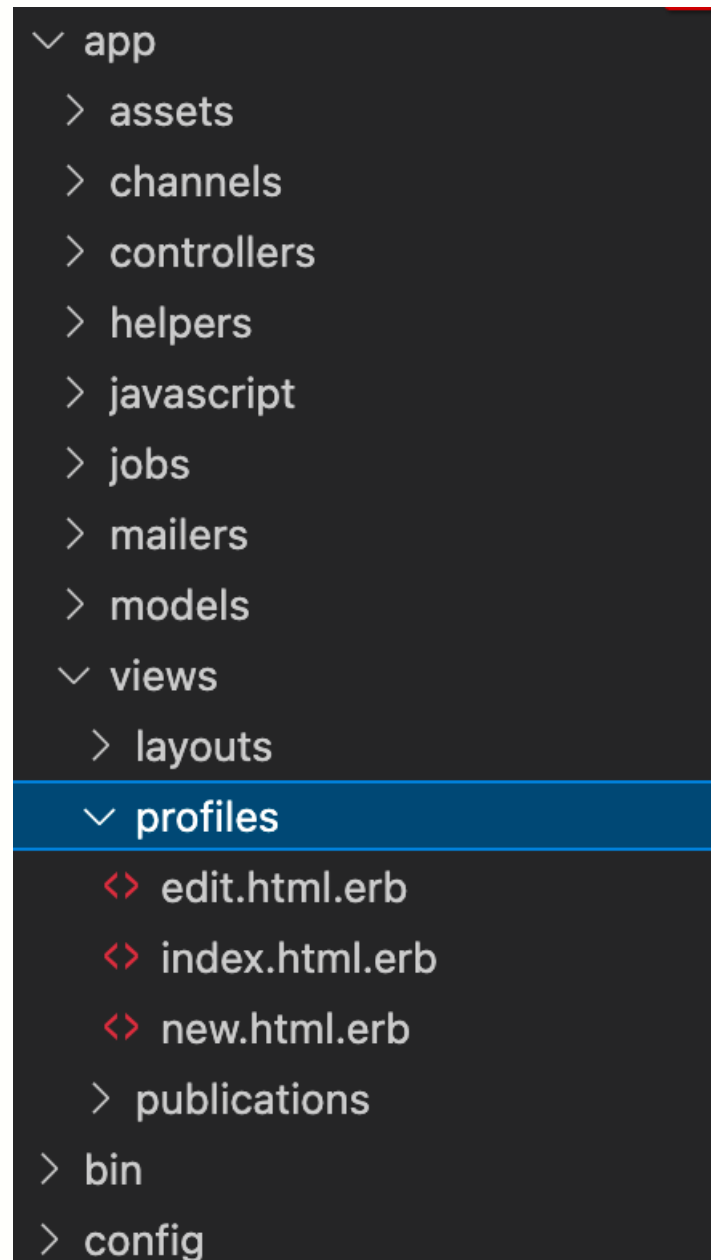 app
assets
channels
controllers
helpers
javascript
jobs
mailers
models
views
layouts
profiles
edit.html.erb
index.html.erb
new.html.erb
publications
bin
config